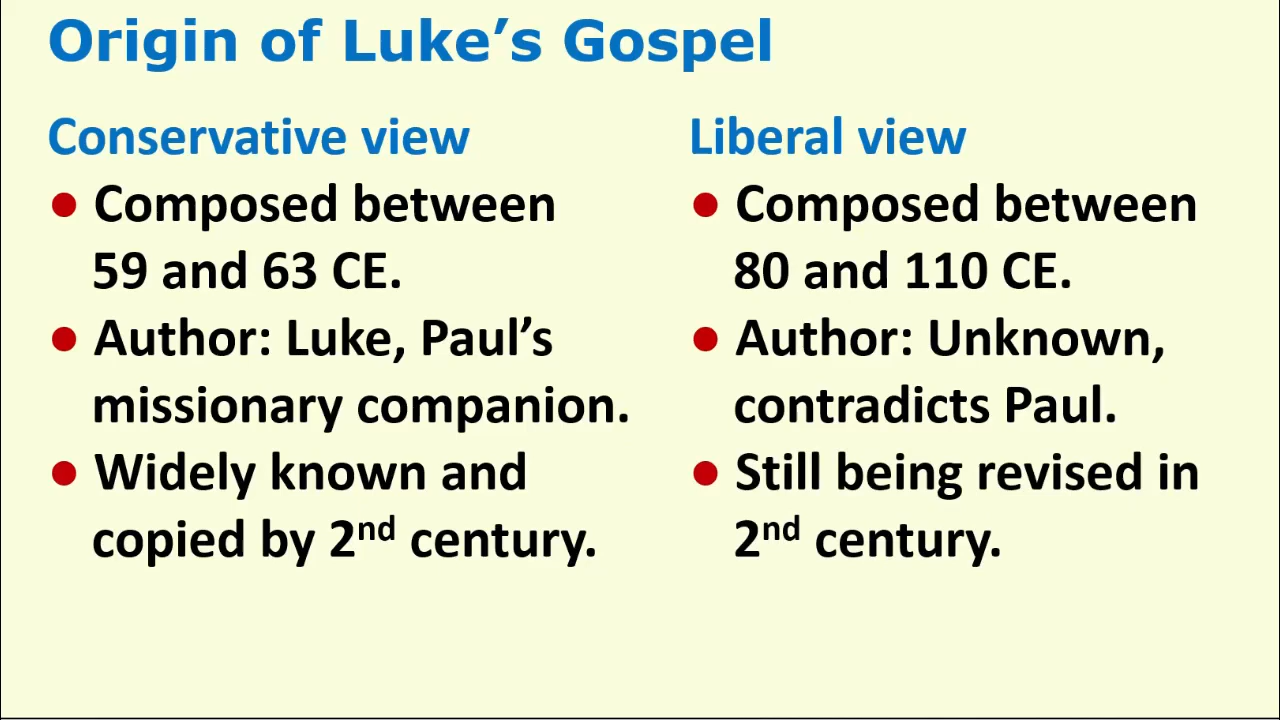 Origin of Luke’s Gospel
Conservative view
● Composed between
59 and 63 CE.
● Author: Luke, Paul’s
missionary companion.
● Widely known and
copied by 2nd century.
Liberal view
● Composed between
80 and 110 CE.
● Author: Unknown,
contradicts Paul.
● Still being revised in
2nd century.